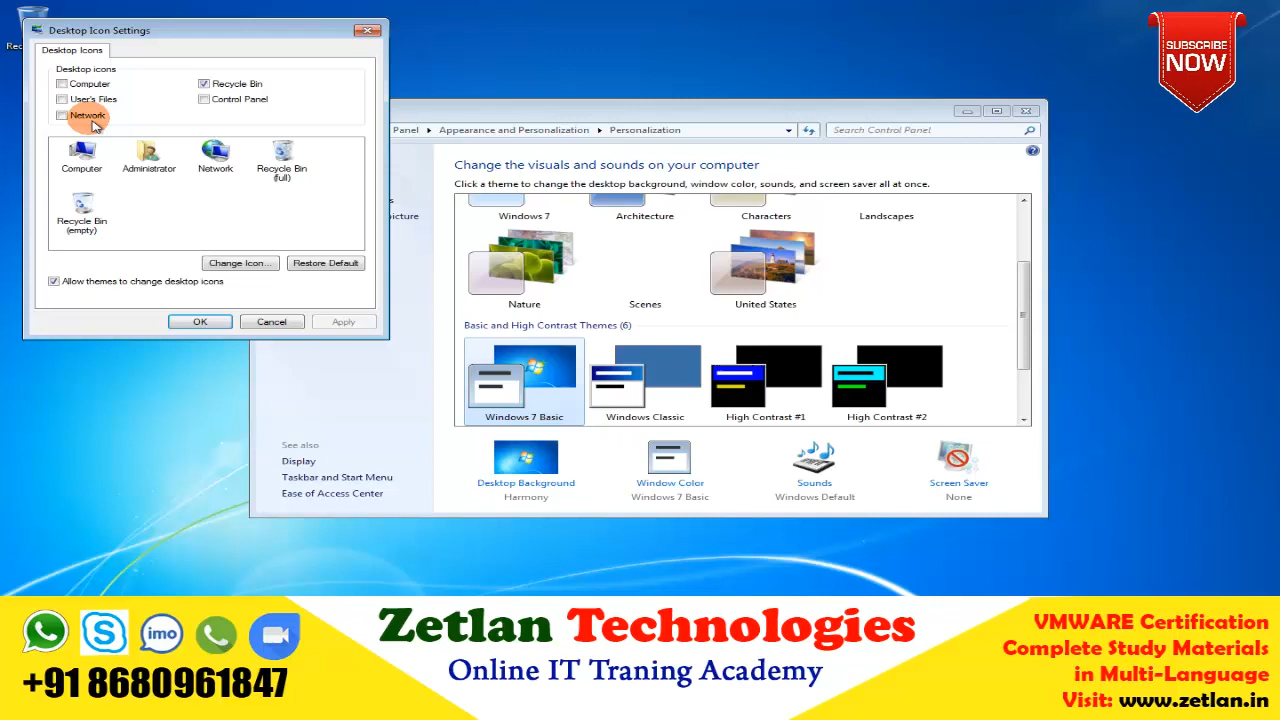 Rec
Desktop Icon Settings
Desktop Icons
Desktop icons
Computer
Recycle Bin
User's Files
Control Panel
Network
Computer
Administrator
Network
Recycle Bin
(full)
Recycle Bin
(empty)
Change Icon...
Restore Default
Allow themes to change desktop icons
OK
Cancel
Apply
Panel
Appearance and Personalization
Personalization
Search Control Panel
s
icture
Change the visuals and sounds on your computer
Click a theme to change the desktop background, window color, sounds, and screen saver all at once.
Windows 7
Architecture
Characters
Landscapes
Nature
Scenes
United States
Basic and High Contrast Themes (6)
Windows 7 Basic
Windows Classic
High Contrast #1
High Contrast #2
See also
Display
Taskbar and Start Menu
Ease of Access Center
Desktop Background
Harmony
Window Color
Windows 7 Basic
Sounds
Windows Default
Screen Saver
None
SUBSCRIBE
NOW
imo
+91 8680961847
Zetlan Technologies
Online IT Traning Academy
VMWARE Certification
Complete Study Materials
in Multi-Language
Visit: www.zetlan.in